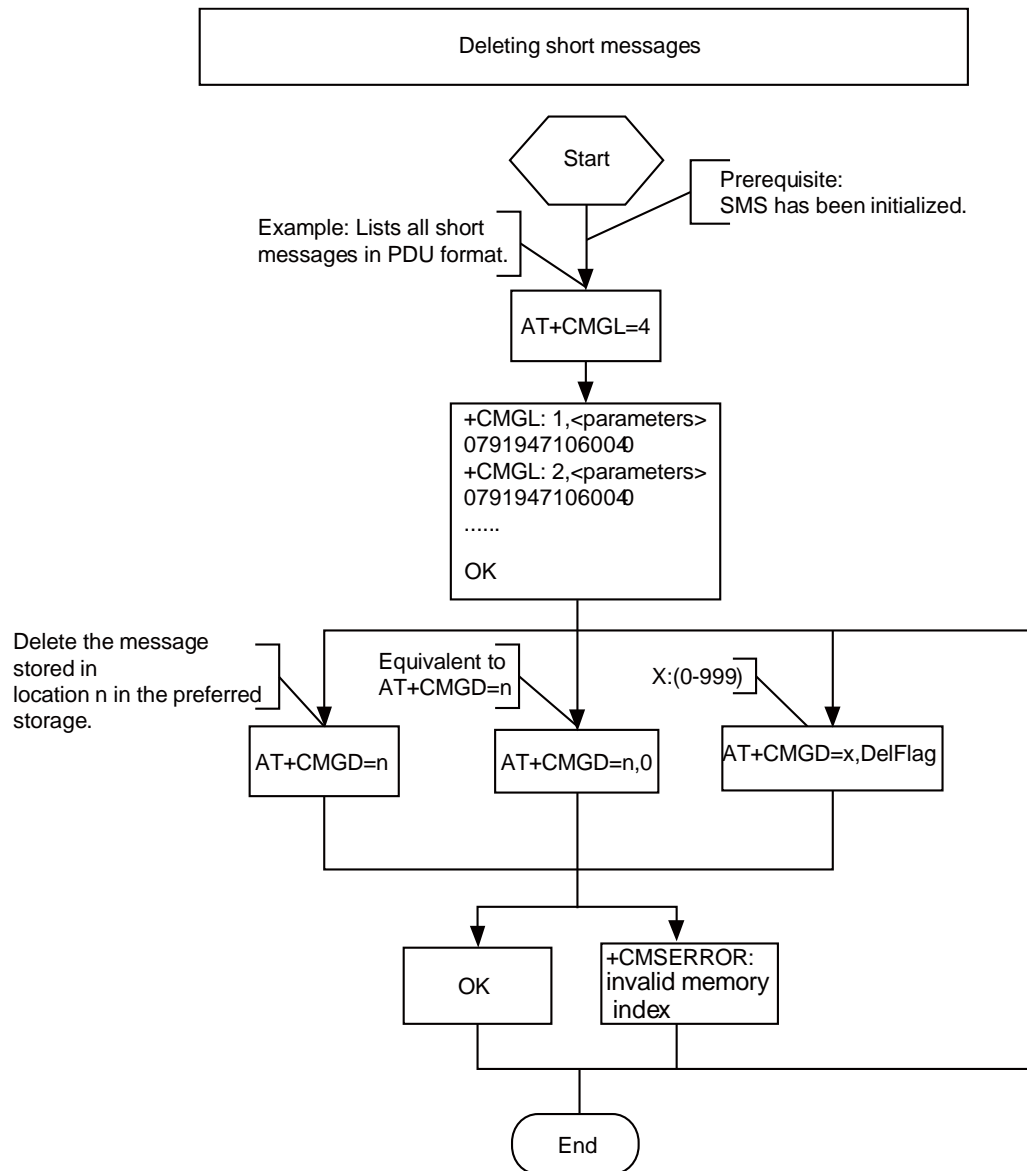 Deleting short messages
Start
Prerequisite:
SMS has been initialized.
Example: Lists all short
messages in PDU format.
AT+CMGL=4
+CMGL: 1,<parameters>
07919471060040
+CMGL: 2,<parameters>
07919471060040
......
OK
Delete the message
stored in
location n in the preferred
storage.
Equivalent to
AT+CMGD=n
X:(0-999)
AT+CMGD=n
AT+CMGD=n,0
AT+CMGD=x,DelFlag
OK
+CMSERROR:
invalid memory
index
End